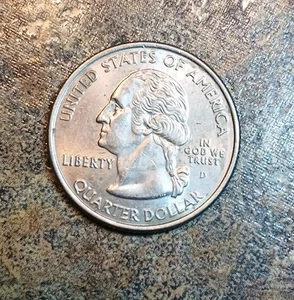 UNITED STATES OF AMERICA
LIBERTY
IN
GOD WE
TRUST
D
QUARTER DOLLAR